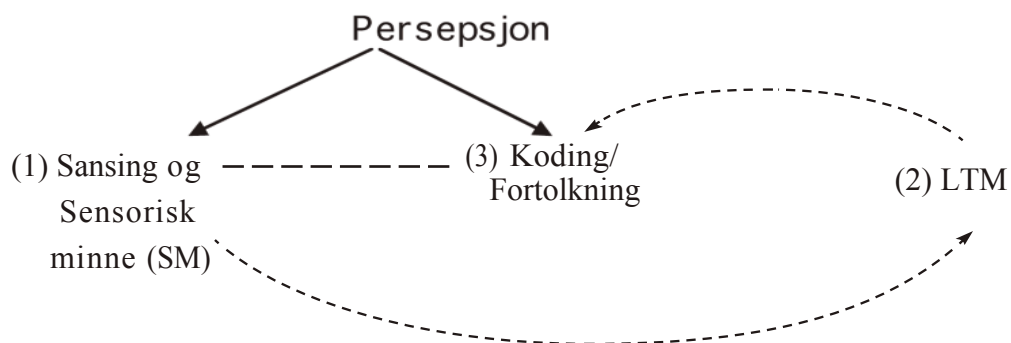 Persepsjon
(1) Sansing og
Sensorisk
minne (SM)
(3) Koding/
Fortolkning
(2) LTM